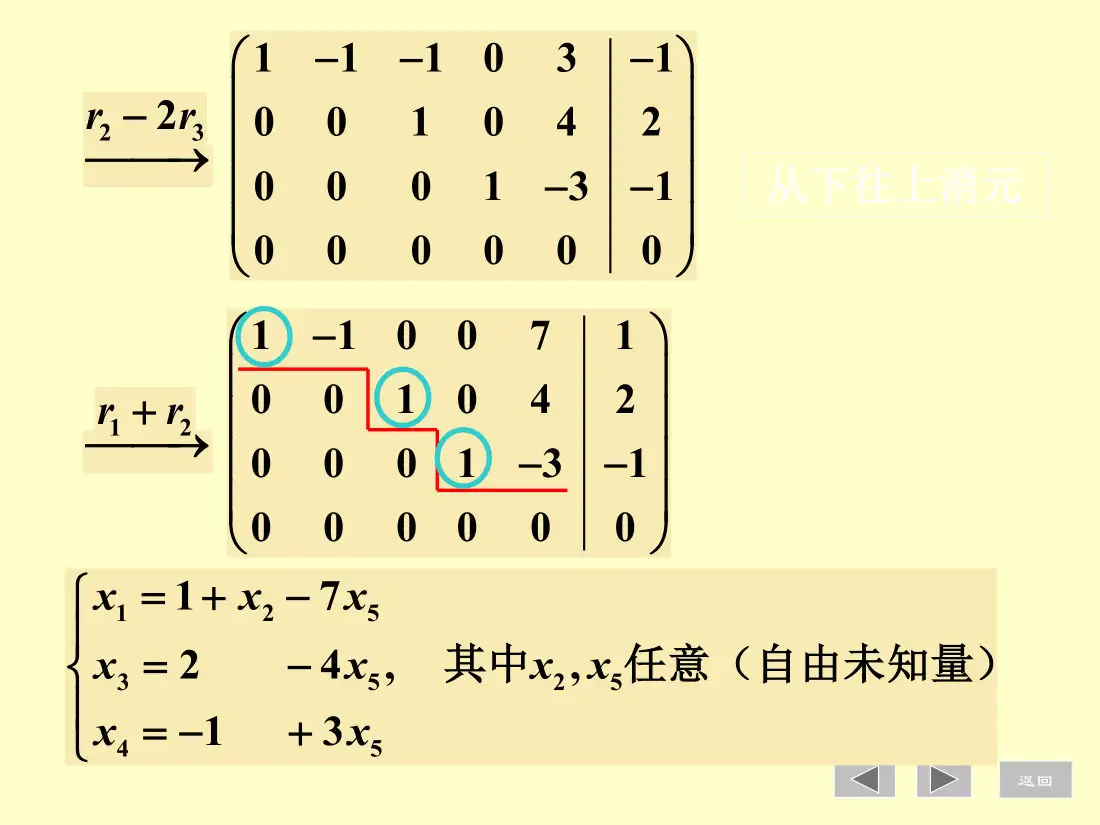 r₂ − 2r₃
1 −1 −1 0 3 | −1
0 0 1 0 4 | 2
0 0 0 1 −3 | −1
0 0 0 0 0 | 0
从下往上消元
r₁ + r₂
1 −1 0 0 7 | 1
0 0 1 0 4 | 2
0 0 0 1 −3 | −1
0 0 0 0 0 | 0
x₁ = 1 + x₂ − 7x₅
x₃ = 2 − 4x₅, 其中x₂,x₅任意（自由未知量）
x₄ = −1 + 3x₅
返回